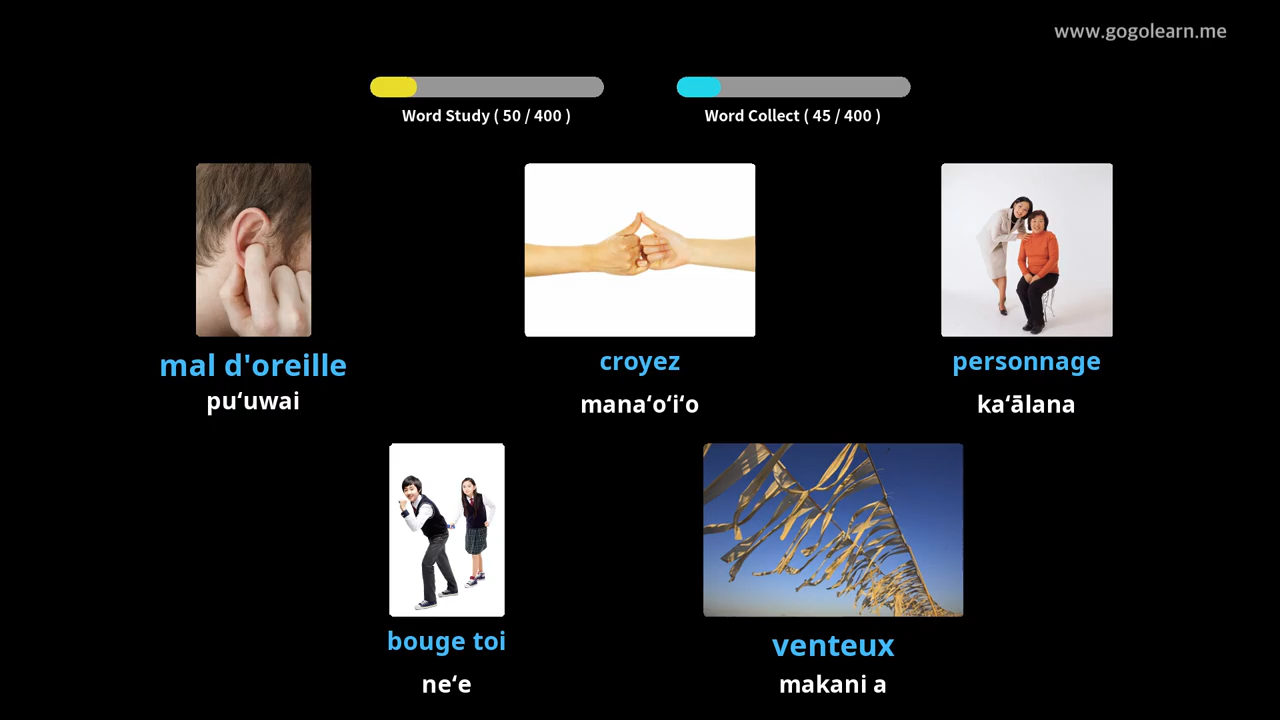 www.gogolearn.me
Word Study ( 50 / 400 )
Word Collect ( 45 / 400 )
mal d'oreille
puʻuwai
croyez
manaʻoʻiʻo
personnage
kaʻālana
bouge toi
neʻe
venteux
makani a